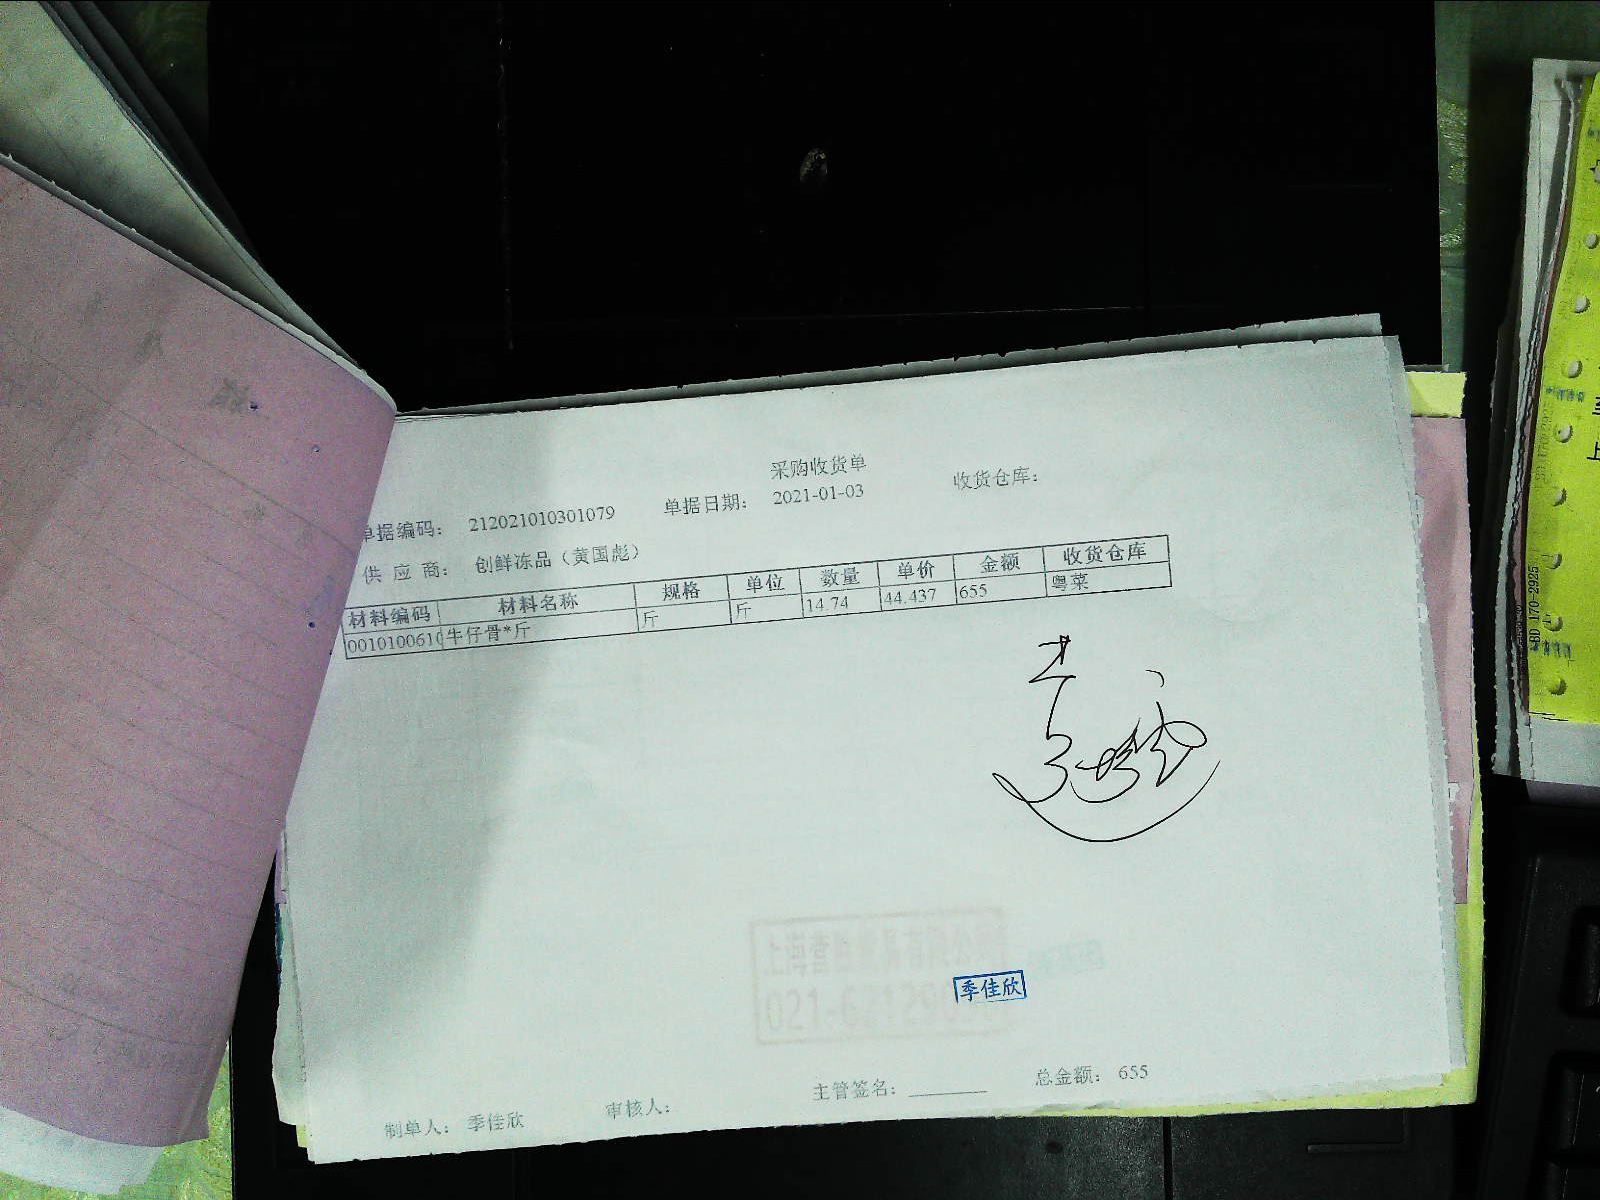 采购收货单
单据编码： 212021010301079 单据日期： 2021-01-03 收货仓库：
供 应 商： 创鲜冻品（黄国彪）
材料编码 材料名称 规格 单位 数量 单价 金额 收货仓库
0010100610 牛仔骨*斤 斤 斤 14.74 44.437 655 粤菜
季佳欣
制单人： 季佳欣 审核人： 主管签名： 总金额： 655